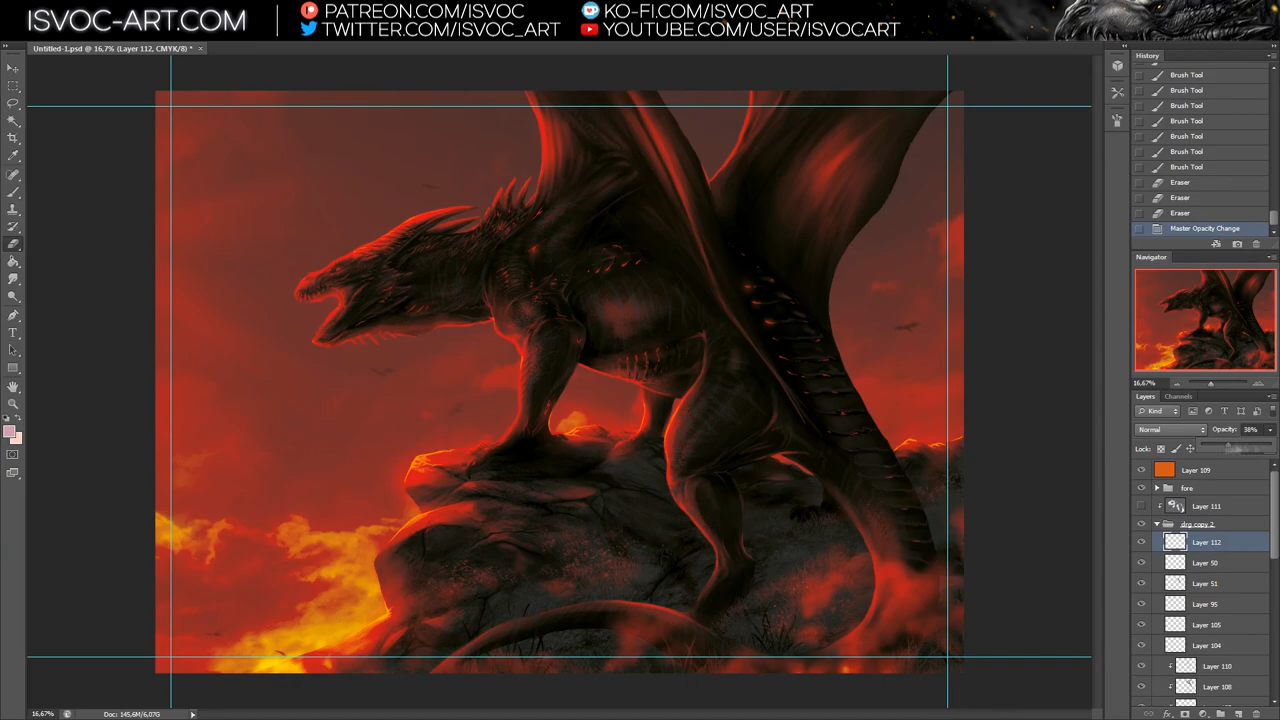 ISVOC-ART.COM
PATREON.COM/ISVOC
KO-FI.COM/ISVOC_ART
TWITTER.COM/ISVOC_ART
YOUTUBE.COM/USER/ISVOCART
Untitled-1.psd @ 16,7% (Layer 112, CMYK/8) *
History
Brush Tool
Brush Tool
Brush Tool
Brush Tool
Brush Tool
Brush Tool
Brush Tool
Eraser
Eraser
Eraser
Master Opacity Change
Navigator
16,67%
Layers
Channels
Kind
Normal
Opacity: 38%
Lock:
Layer 109
fore
Layer 111
drg copy 2
Layer 112
Layer 50
Layer 51
Layer 95
Layer 105
Layer 104
Layer 110
Layer 108
16,67%
Doc: 145,6M/6,07G